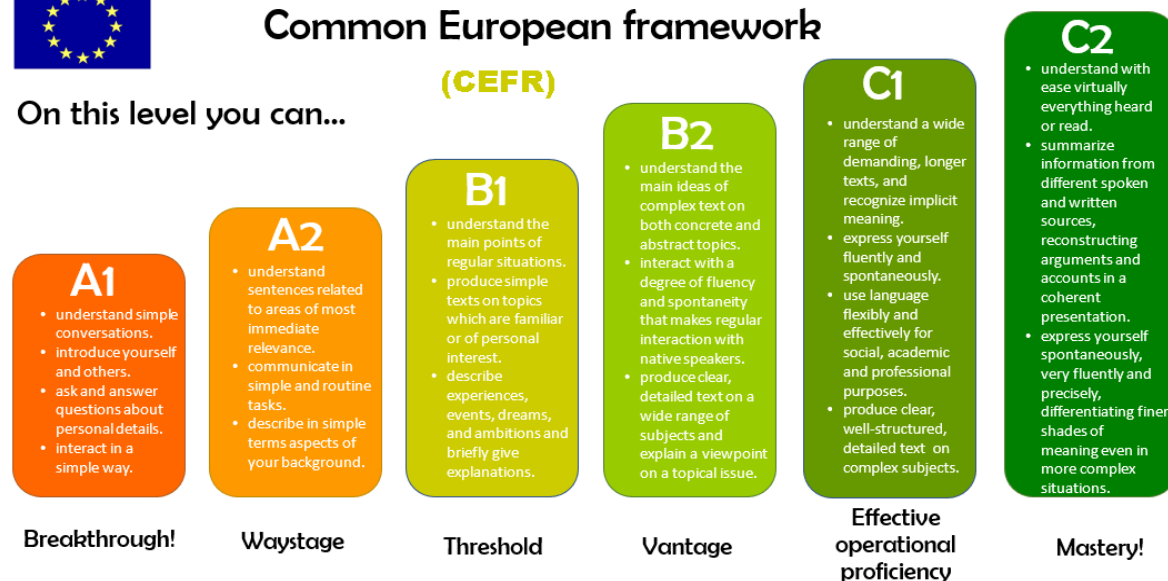 Common European framework
(CEFR)
On this level you can...
A1
• understand simple
conversations.
• introduce yourself
and others.
• ask and answer
questions about
personal details.
• interact in a
simple way.
Breakthrough!
A2
• understand
sentences related
to areas of most
immediate
relevance.
• communicate in
simple and routine
tasks.
• describe in simple
terms aspects of
your background.
Waystage
B1
• understand the
main points of
regular situations.
• produce simple
texts on topics
which are familiar
or of personal
interest.
• describe
experiences,
events, dreams,
and ambitions and
briefly give
explanations.
Threshold
B2
• understand the
main ideas of
complex text on
both concrete and
abstract topics.
• interact with a
degree of fluency
and spontaneity
that makes regular
interaction with
native speakers.
• produce clear,
detailed text on a
wide range of
subjects and
explain a viewpoint
on a topical issue.
Vantage
C1
• understand a wide
range of
demanding, longer
texts, and
recognize implicit
meaning.
• express yourself
fluently and
spontaneously.
• use language
flexibly and
effectively for
social, academic
and professional
purposes.
• produce clear,
well-structured,
detailed text on
complex subjects.
Effective
operational
proficiency
C2
• understand with
ease virtually
everything heard
or read.
• summarize
information from
different spoken
and written
sources,
reconstructing
arguments and
accounts in a
coherent
presentation.
• express yourself
spontaneously,
very fluently and
precisely,
differentiating finer
shades of
meaning even in
more complex
situations.
Mastery!